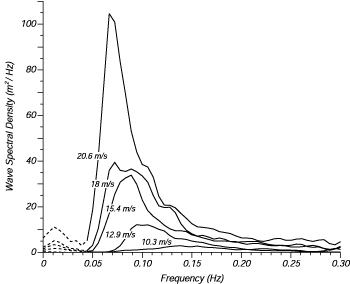 Wave Spectral Density (m²/ Hz)
100
80
60
40
20
0
20.6 m/s
18 m/s
15.4 m/s
12.9 m/s
10.3 m/s
0
0.05
0.10
0.15
0.20
0.25
0.30
Frequency (Hz)